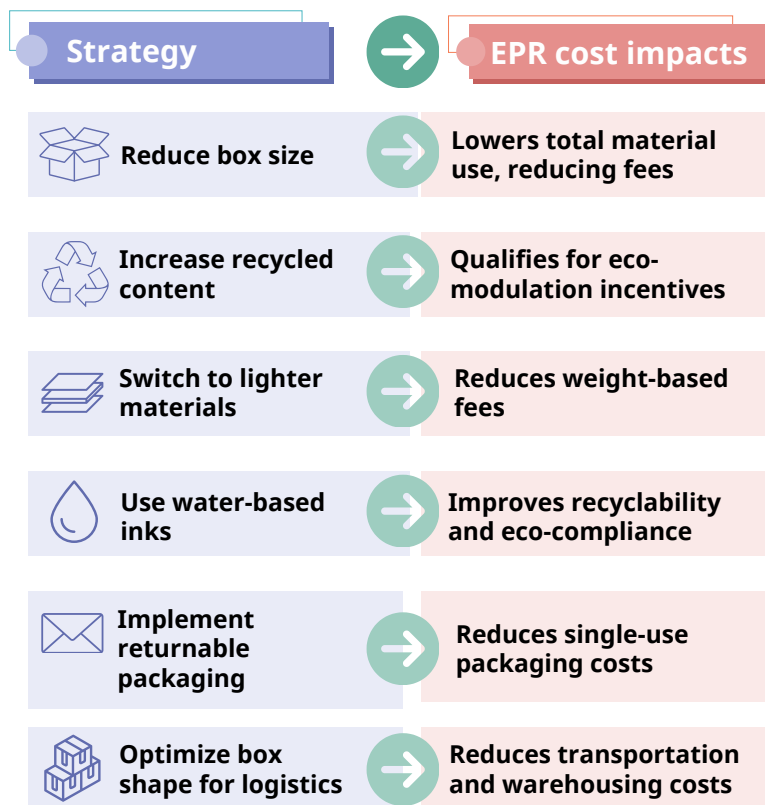 Strategy
EPR cost impacts
Reduce box size
Lowers total material
use, reducing fees
Increase recycled
content
Qualifies for eco-
modulation incentives
Switch to lighter
materials
Reduces weight-based
fees
Use water-based
inks
Improves recyclability
and eco-compliance
Implement
returnable
packaging
Reduces single-use
packaging costs
Optimize box
shape for logistics
Reduces transportation
and warehousing costs